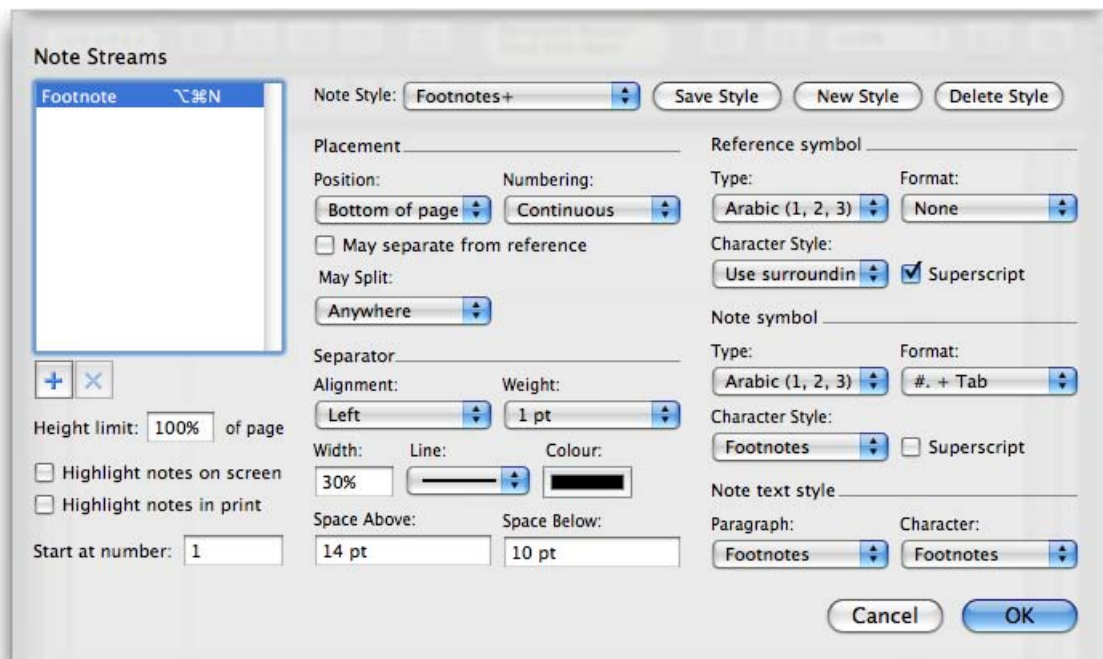 Note Streams
Footnote ⌥⌘N
Note Style: Footnotes+ Save Style New Style Delete Style
Placement
Position: Numbering:
Bottom of page Continuous
May separate from reference
May Split:
Anywhere
Separator
Alignment: Weight:
Left 1 pt
Width: Line: Colour:
30%
Space Above: Space Below:
14 pt 10 pt
Reference symbol
Type: Format:
Arabic (1, 2, 3) None
Character Style:
Use surroundin Superscript
Note symbol
Type: Format:
Arabic (1, 2, 3) #. + Tab
Character Style:
Footnotes Superscript
Note text style
Paragraph: Character:
Footnotes Footnotes
Height limit: 100% of page
Highlight notes on screen
Highlight notes in print
Start at number: 1
Cancel OK